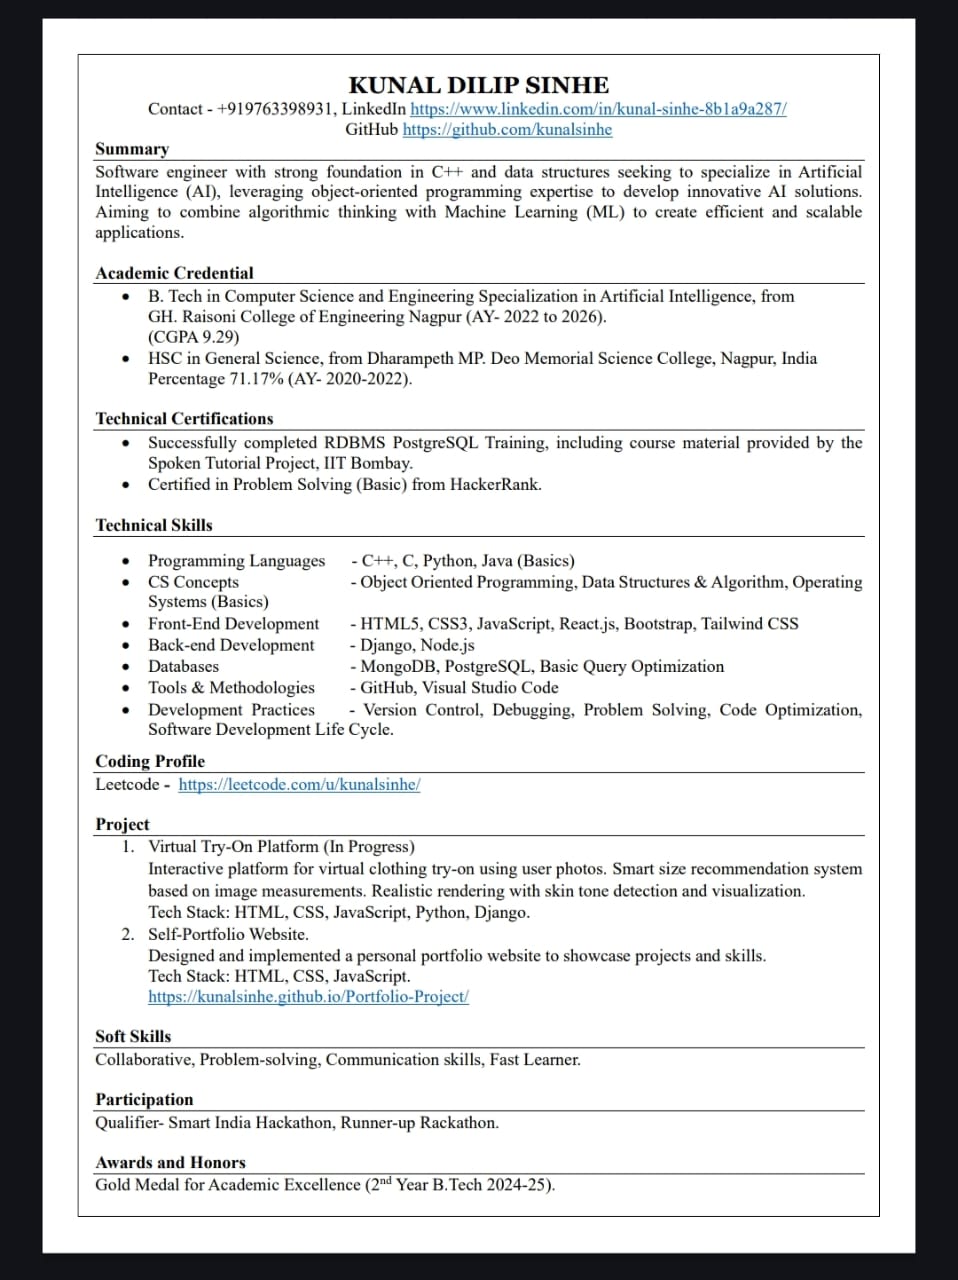 KUNAL DILIP SINHE
Contact - +919763398931, LinkedIn https://www.linkedin.com/in/kunal-sinhe-8b1a9a287/
GitHub https://github.com/kunalsinhe
Summary
Software engineer with strong foundation in C++ and data structures seeking to specialize in Artificial
Intelligence (AI), leveraging object-oriented programming expertise to develop innovative AI solutions.
Aiming to combine algorithmic thinking with Machine Learning (ML) to create efficient and scalable
applications.
Academic Credential
• B. Tech in Computer Science and Engineering Specialization in Artificial Intelligence, from
GH. Raisoni College of Engineering Nagpur (AY- 2022 to 2026).
(CGPA 9.29)
• HSC in General Science, from Dharampeth MP. Deo Memorial Science College, Nagpur, India
Percentage 71.17% (AY- 2020-2022).
Technical Certifications
• Successfully completed RDBMS PostgreSQL Training, including course material provided by the
Spoken Tutorial Project, IIT Bombay.
• Certified in Problem Solving (Basic) from HackerRank.
Technical Skills
• Programming Languages - C++, C, Python, Java (Basics)
• CS Concepts - Object Oriented Programming, Data Structures & Algorithm, Operating
Systems (Basics)
• Front-End Development - HTML5, CSS3, JavaScript, React.js, Bootstrap, Tailwind CSS
• Back-end Development - Django, Node.js
• Databases - MongoDB, PostgreSQL, Basic Query Optimization
• Tools & Methodologies - GitHub, Visual Studio Code
• Development Practices - Version Control, Debugging, Problem Solving, Code Optimization,
Software Development Life Cycle.
Coding Profile
Leetcode - https://leetcode.com/u/kunalsinhe/
Project
1. Virtual Try-On Platform (In Progress)
Interactive platform for virtual clothing try-on using user photos. Smart size recommendation system
based on image measurements. Realistic rendering with skin tone detection and visualization.
Tech Stack: HTML, CSS, JavaScript, Python, Django.
2. Self-Portfolio Website.
Designed and implemented a personal portfolio website to showcase projects and skills.
Tech Stack: HTML, CSS, JavaScript.
https://kunalsinhe.github.io/Portfolio-Project/
Soft Skills
Collaborative, Problem-solving, Communication skills, Fast Learner.
Participation
Qualifier- Smart India Hackathon, Runner-up Rackathon.
Awards and Honors
Gold Medal for Academic Excellence (2nd Year B.Tech 2024-25).